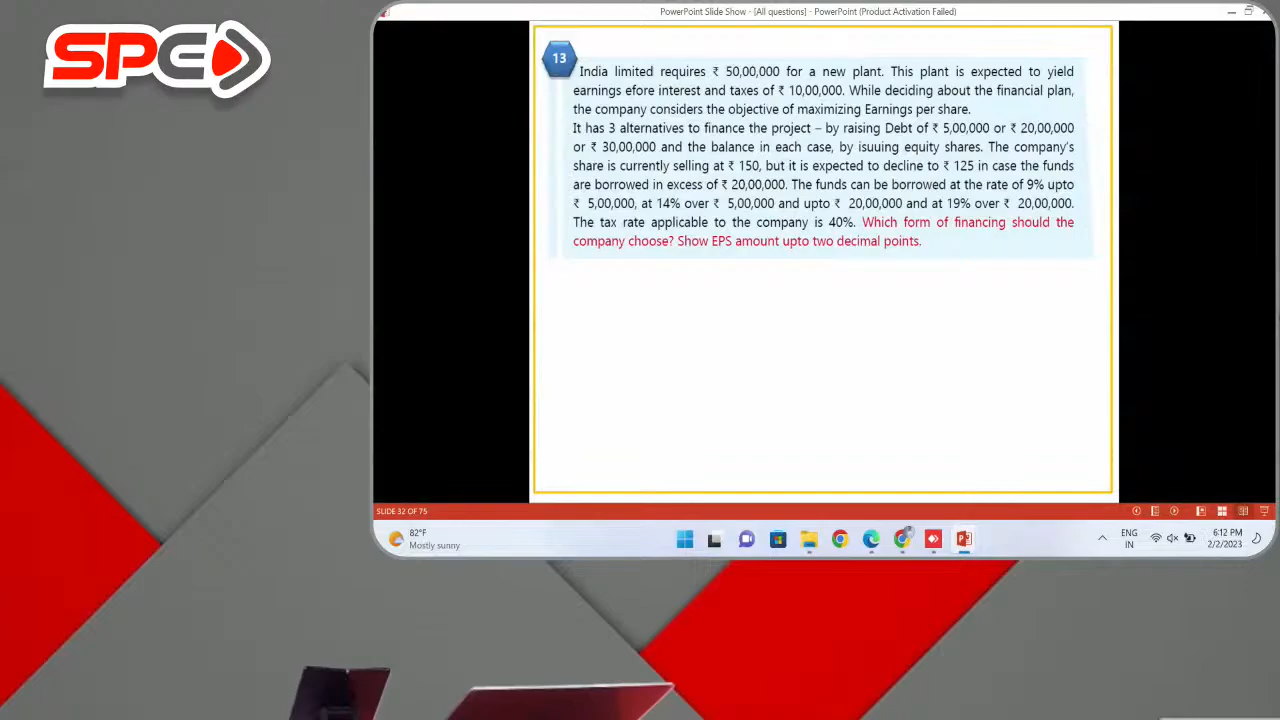 SPED
PowerPoint Slide Show - [All questions] - PowerPoint (Product Activation Failed)
13
India limited requires ₹ 50,00,000 for a new plant. This plant is expected to yield
earnings efore interest and taxes of ₹ 10,00,000. While deciding about the financial plan,
the company considers the objective of maximizing Earnings per share.
It has 3 alternatives to finance the project – by raising Debt of ₹ 5,00,000 or ₹ 20,00,000
or ₹ 30,00,000 and the balance in each case, by isuuing equity shares. The company's
share is currently selling at ₹ 150, but it is expected to decline to ₹ 125 in case the funds
are borrowed in excess of ₹ 20,00,000. The funds can be borrowed at the rate of 9% upto
₹ 5,00,000, at 14% over ₹ 5,00,000 and upto ₹ 20,00,000 and at 19% over ₹ 20,00,000.
The tax rate applicable to the company is 40%. Which form of financing should the
company choose? Show EPS amount upto two decimal points.
SLIDE 32 OF 75
82°F
Mostly sunny
ENG
IN
6:12 PM
2/2/2023